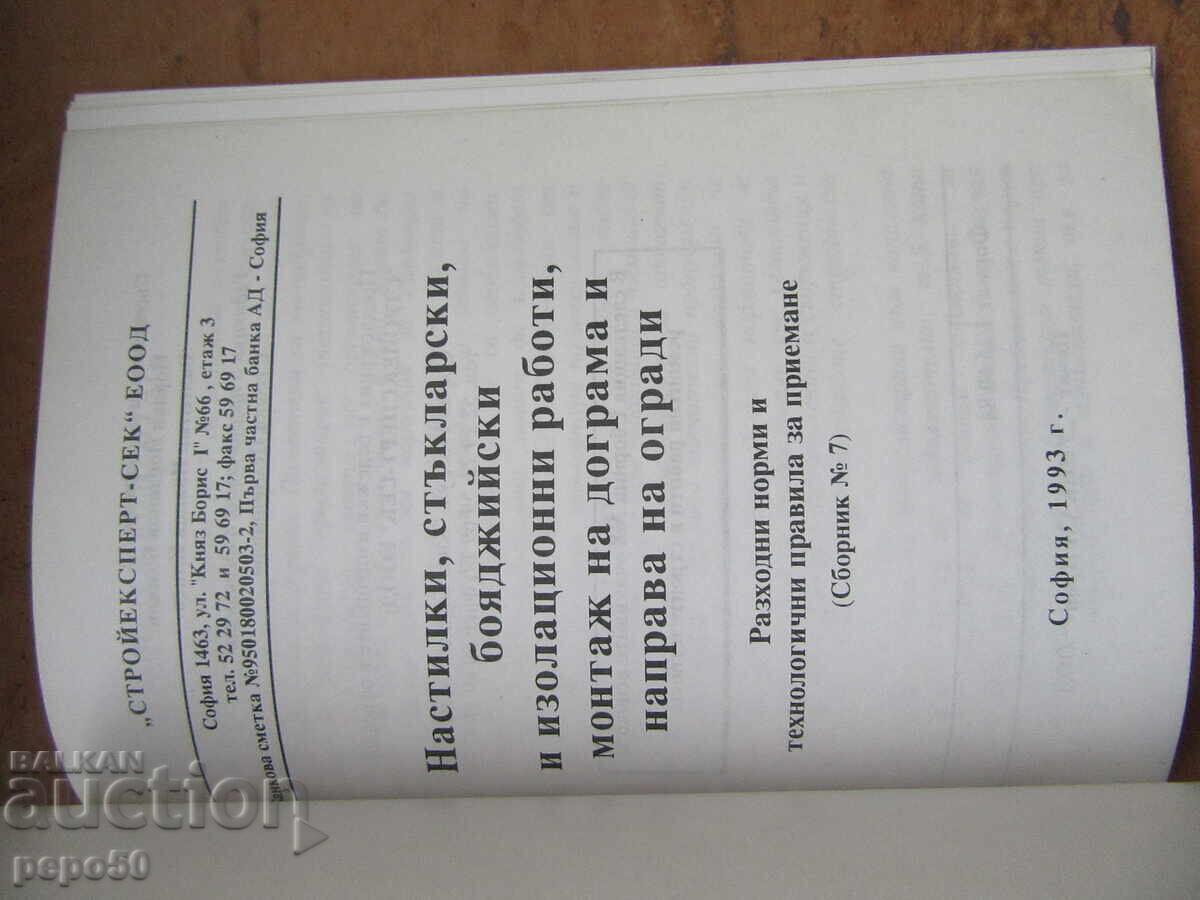 „СТРОЙЕКСПЕРТ-СЕК“ ЕООД
София 1463, ул. "Княз Борис I" №66 , етаж 3
тел. 52 29 72 и 59 69 17; факс 59 69 17
сметка №9501800205032-2, Първа частна банка АД - София
Настилки, стъкларски,
бояджийски
и изолационни работи,
монтаж на дограма и
направа на огради
Разходни норми и
технологични правила за приемане
(Сборник № 7)
София, 1993 г.
BALKAN
auction
pepo50